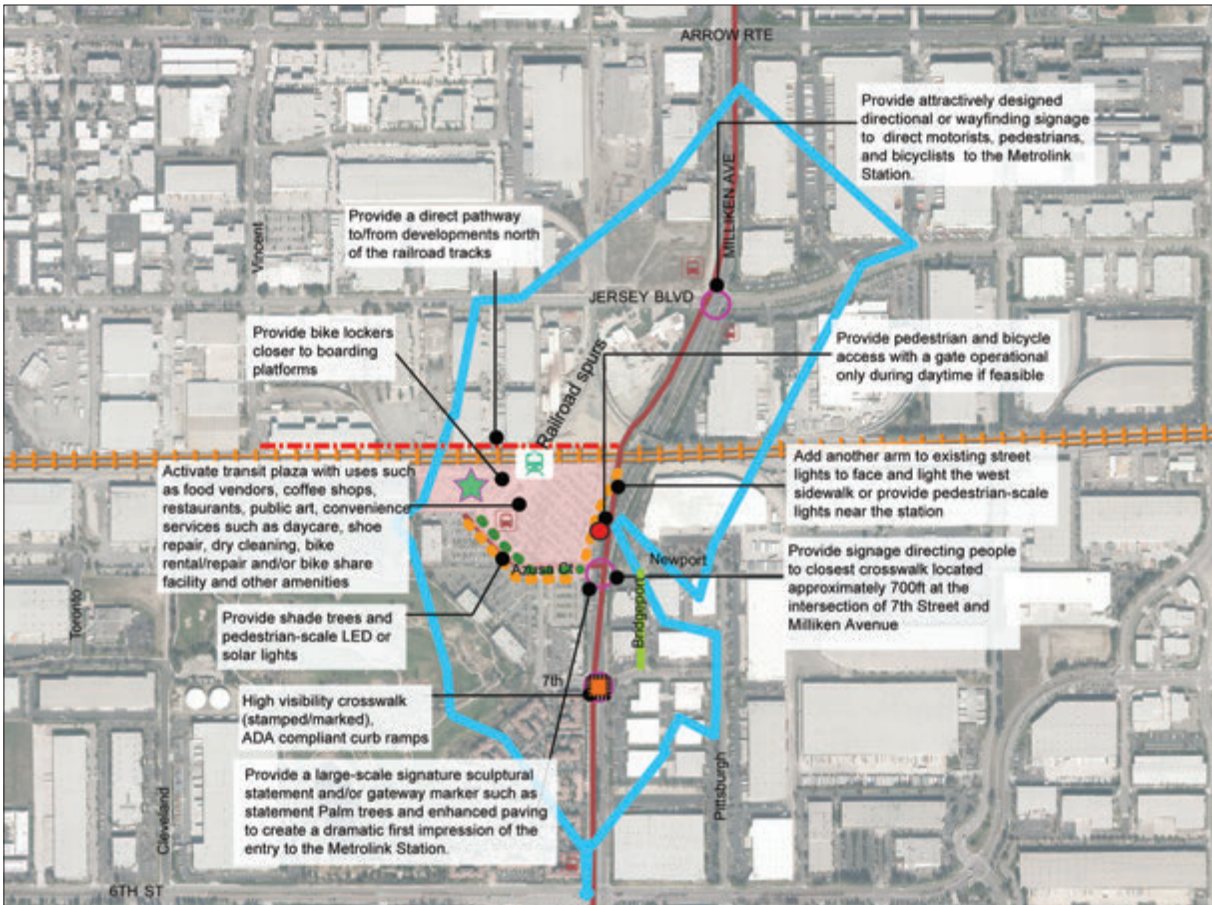 ARROW RTE
Provide attractively designed
directional or wayfinding signage
to direct motorists, pedestrians,
and bicyclists to the Metrolink
Station.
MILLIKEN AVE
Vincent
Provide a direct pathway
to/from developments north
of the railroad tracks
JERSEY BLVD
Provide bike lockers
closer to boarding
platforms
Railroad spurs
Provide pedestrian and bicycle
access with a gate operational
only during daytime if feasible
Activate transit plaza with uses such
as food vendors, coffee shops,
restaurants, public art, convenience
services such as daycare, shoe
repair, dry cleaning, bike
rental/repair and/or bike share
facility and other amenities
Add another arm to existing street
lights to face and light the west
sidewalk or provide pedestrian-scale
lights near the station
Newport
Azusa Ct
Provide signage directing people
to closest crosswalk located
approximately 700ft at the
intersection of 7th Street and
Milliken Avenue
Toronto
Bridgeport
Provide shade trees and
pedestrian-scale LED or
solar lights
7th
High visibility crosswalk
(stamped/marked),
ADA compliant curb ramps
Pittsburgh
Cleveland
Provide a large-scale signature sculptural
statement and/or gateway marker such as
statement Palm trees and enhanced paving
to create a dramatic first impression of the
entry to the Metrolink Station.
6TH ST